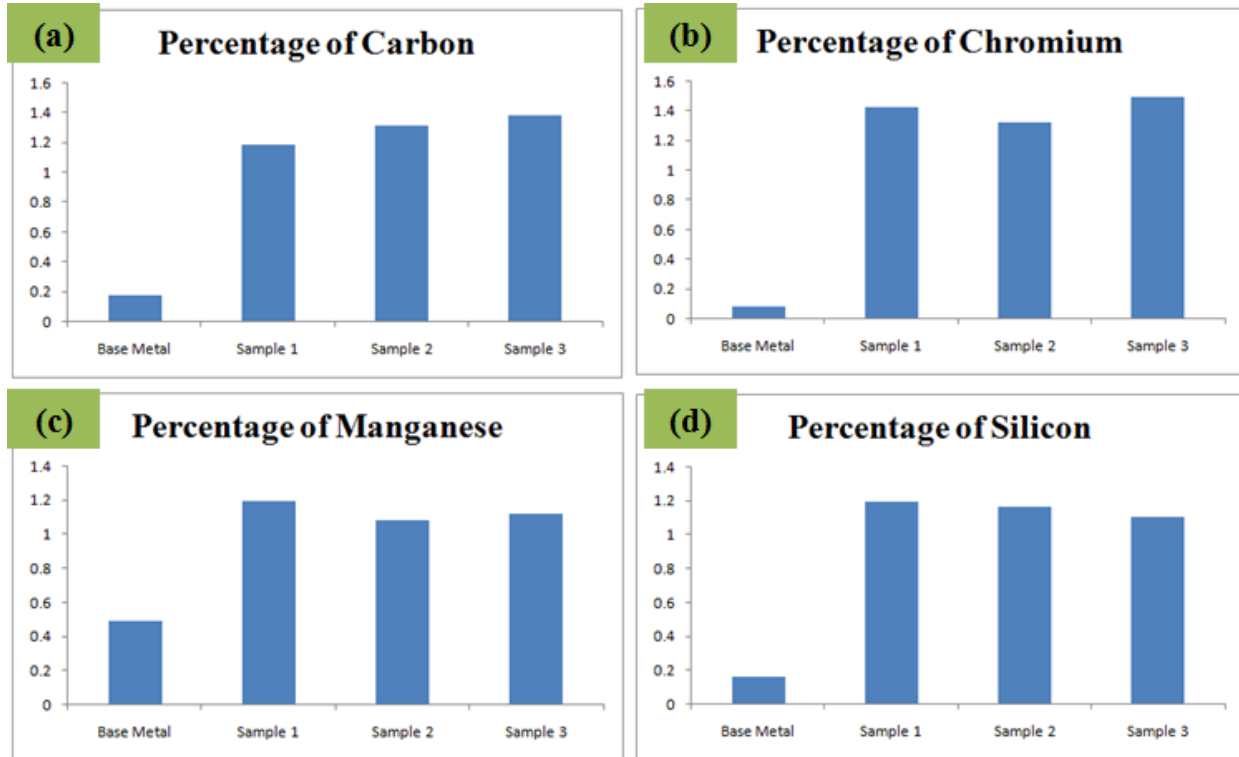 (a)
Percentage of Carbon
1.6
1.4
1.2
1
0.8
0.6
0.4
0.2
0
Base Metal Sample 1 Sample 2 Sample 3
(b)
Percentage of Chromium
1.6
1.4
1.2
1
0.8
0.6
0.4
0.2
0
Base Metal Sample 1 Sample 2 Sample 3
(c)
Percentage of Manganese
1.4
1.2
1
0.8
0.6
0.4
0.2
0
Base Metal Sample 1 Sample 2 Sample 3
(d)
Percentage of Silicon
1.4
1.2
1
0.8
0.6
0.4
0.2
0
Base Metal Sample 1 Sample 2 Sample 3